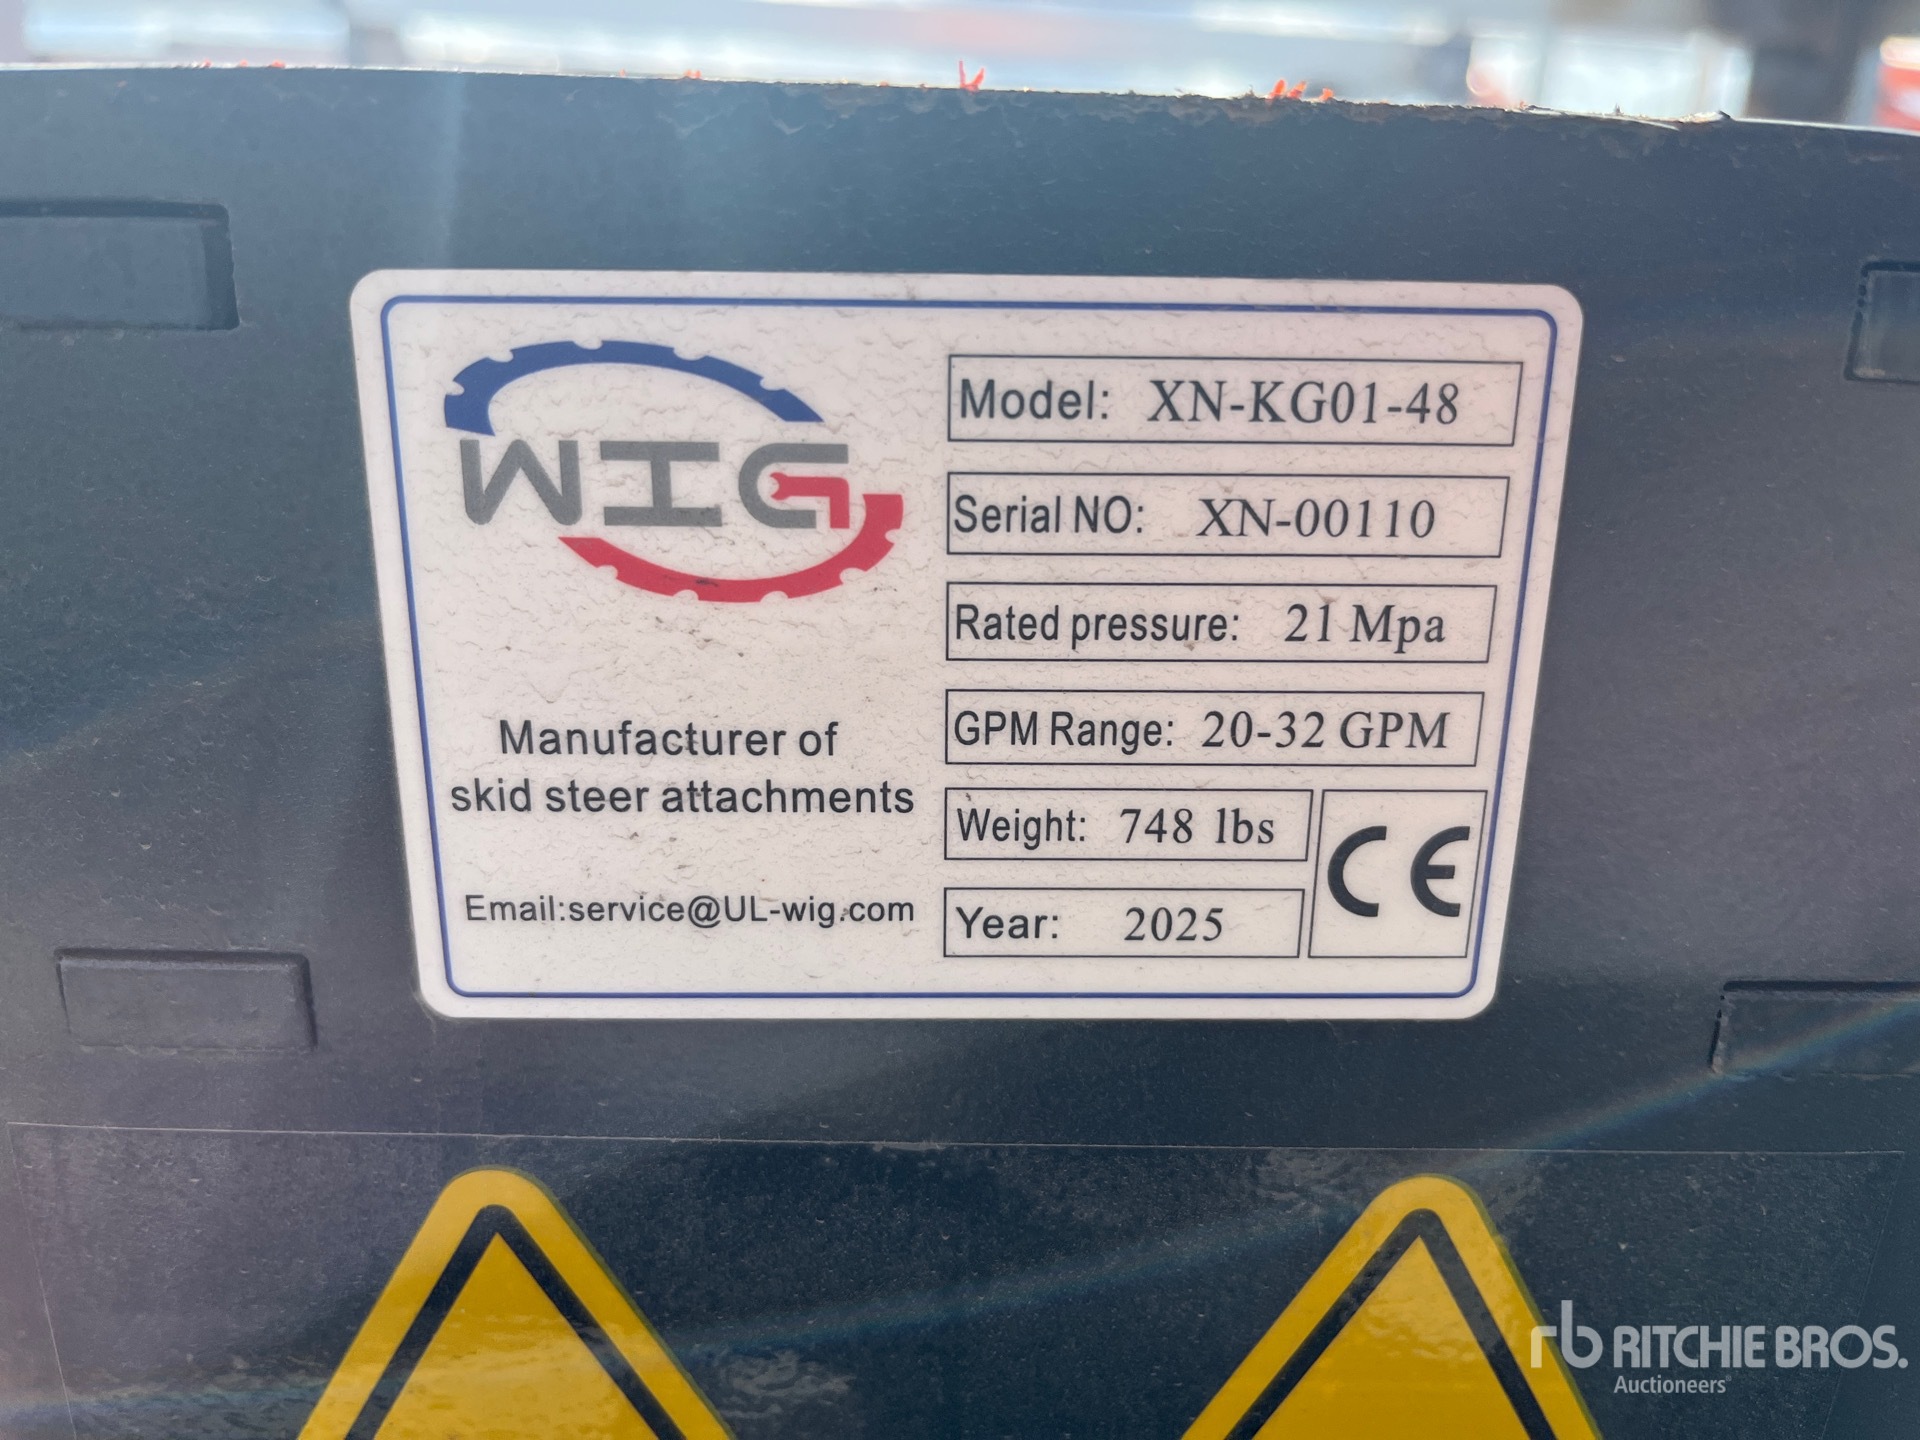 WIG
Manufacturer of
skid steer attachments
Email:service@UL-wig.com
Model: XN-KG01-48
Serial NO: XN-00110
Rated pressure: 21 Mpa
GPM Range: 20-32 GPM
Weight: 748 lbs
Year: 2025
CE
rb RITCHIE BROS.
Auctioneers